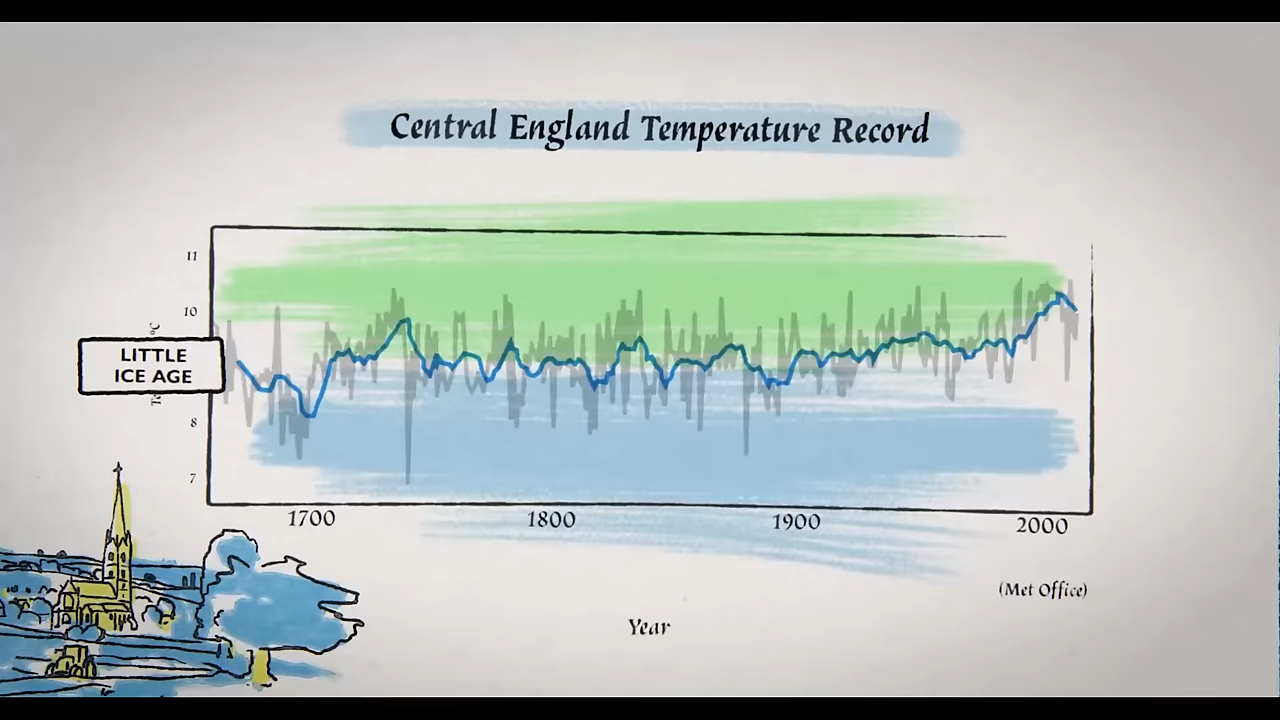 Central England Temperature Record
11
10
°C
LITTLE
ICE AGE
8
7
1700
1800
1900
2000
(Met Office)
Year